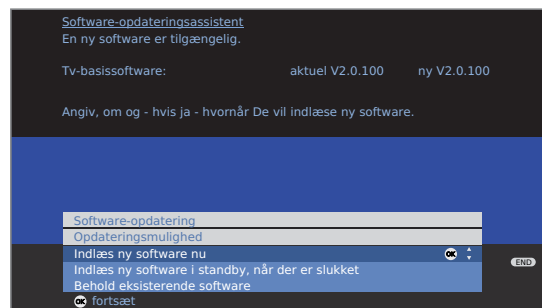 Software-opdateringsassistent
En ny software er tilgængelig.
Tv-basissoftware: aktuel V2.0.100 ny V2.0.100
Angiv, om og - hvis ja - hvornår De vil indlæse ny software.
Software-opdatering
Opdateringsmulighed
Indlæs ny software nu OK
Indlæs ny software i standby, når der er slukket
END
Behold eksisterende software
OK fortsæt